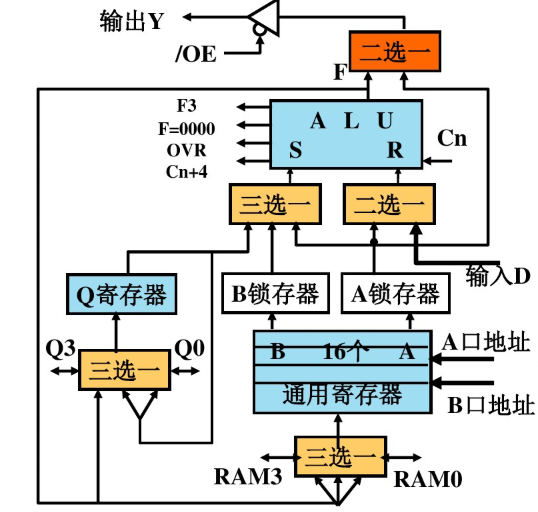 输出Y
二选一
/OE
F
F3
F=0000
OVR
Cn+4
A L U
S R
Cn
三选一
二选一
输入D
Q寄存器
B锁存器
A锁存器
Q3
Q0
三选一
B 16个 A
通用寄存器
A口地址
B口地址
三选一
RAM3
RAM0